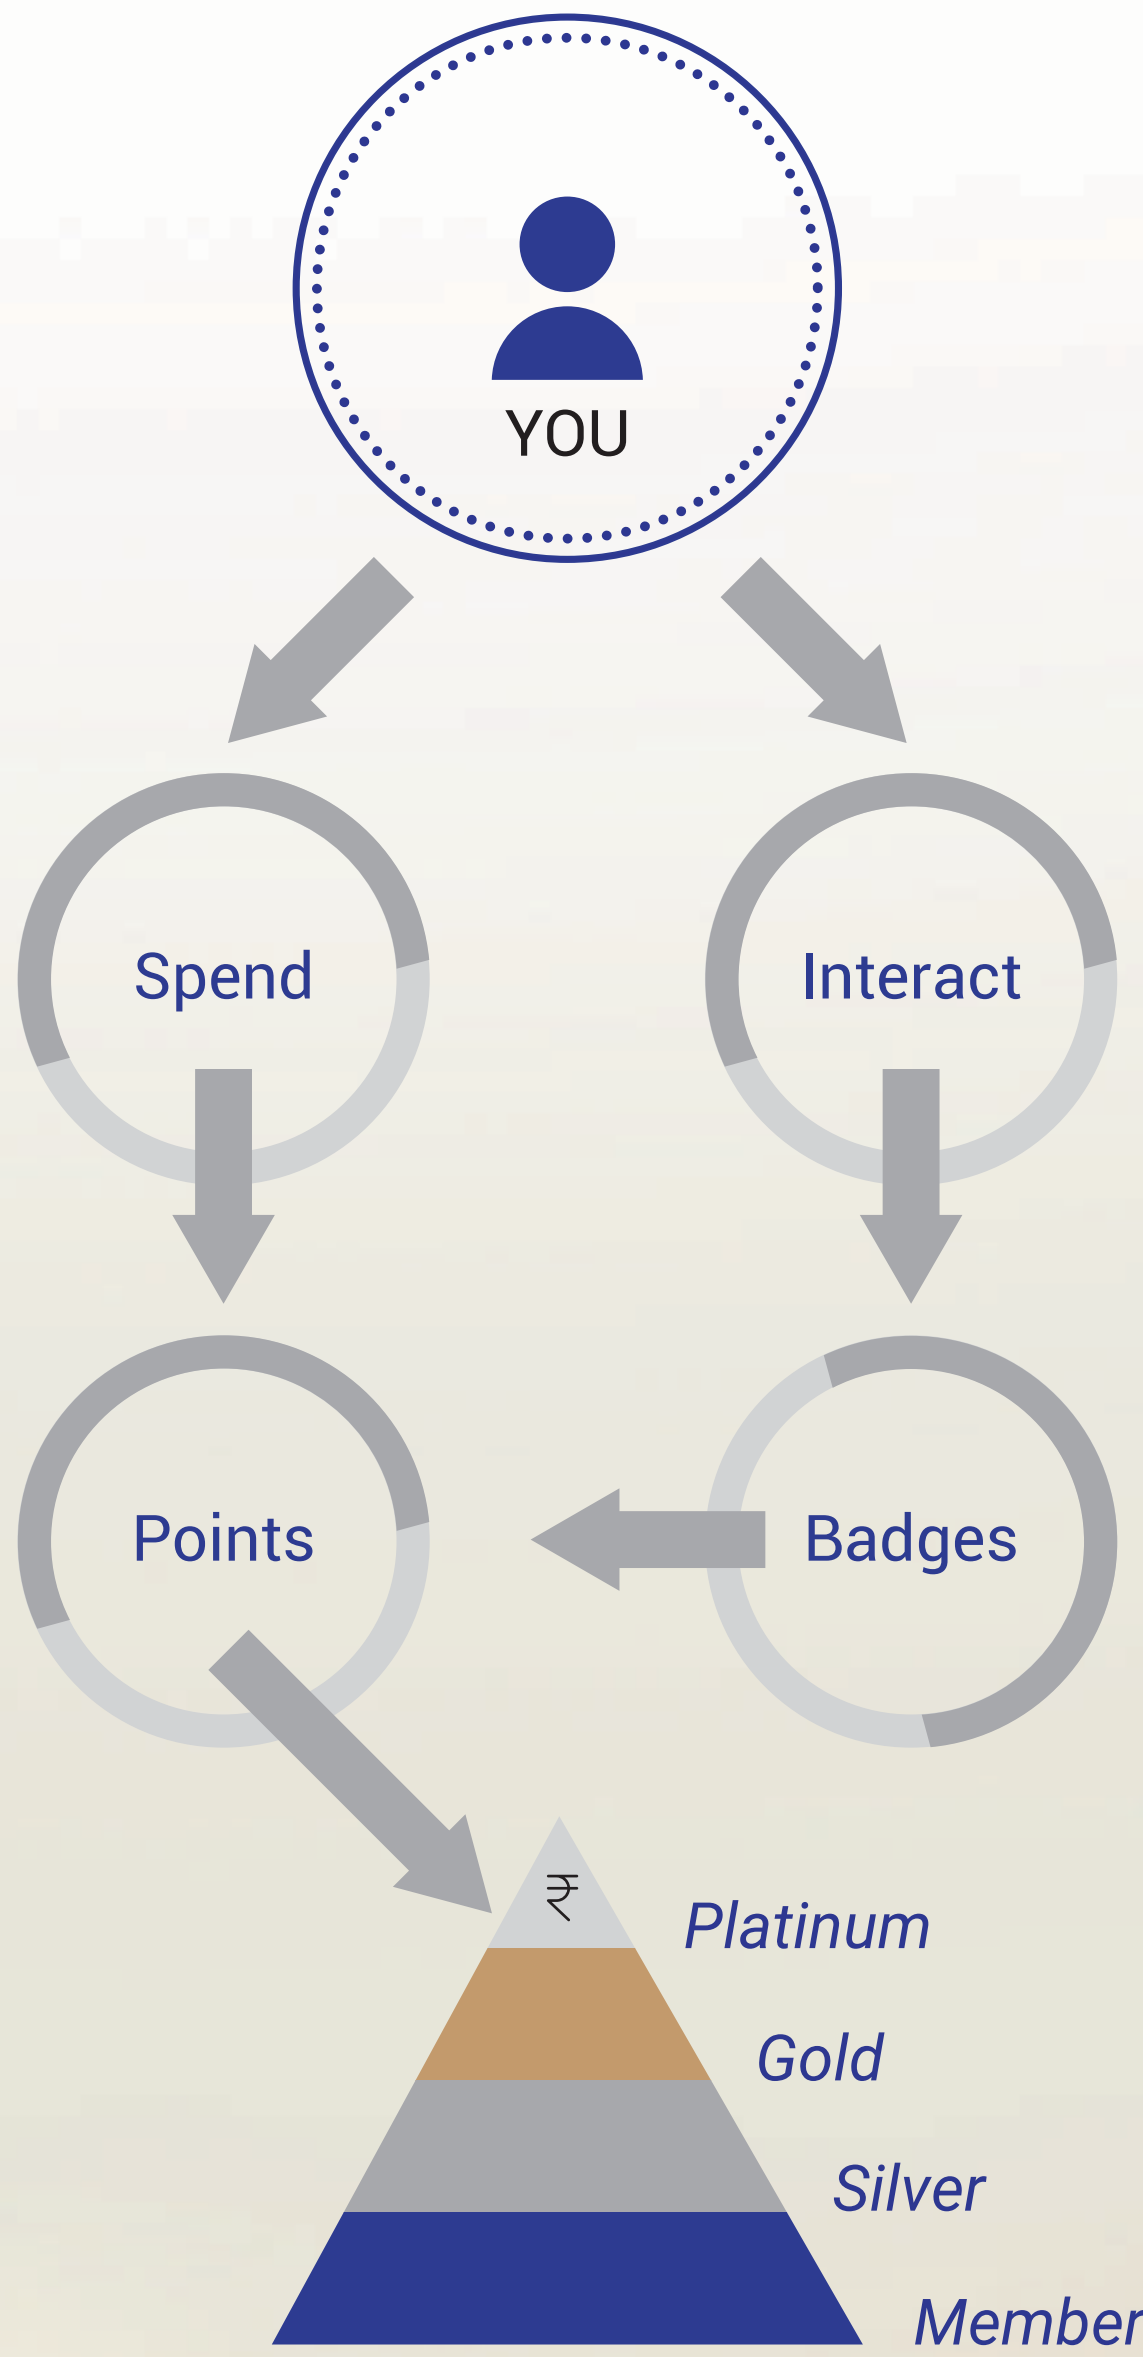 YOU
Spend
Interact
Points
Badges
₹
Platinum
Gold
Silver
Member